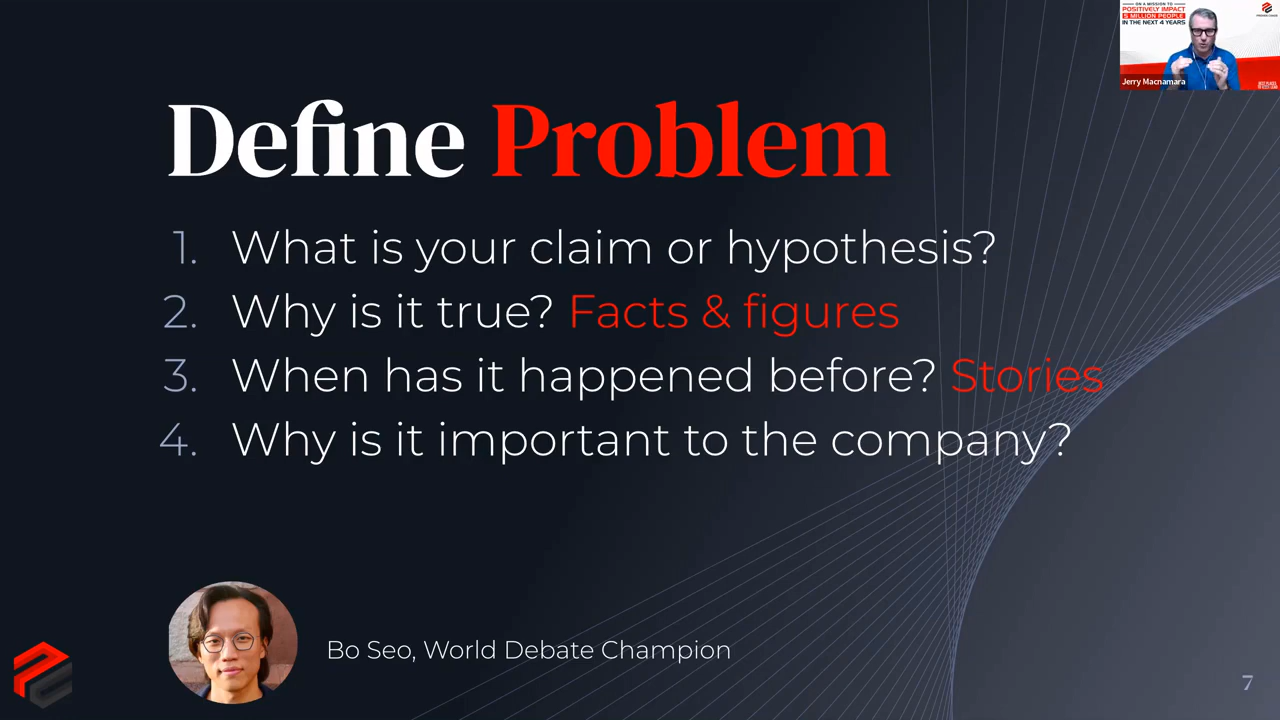 ON A MISSION TO
POSITIVELY IMPACT
5 MILLION PEOPLE
IN THE NEXT 4 YEARS
Jerry Macnamara
Define Problem
1. What is your claim or hypothesis?
2. Why is it true? Facts & figures
3. When has it happened before? Stories
4. Why is it important to the company?
Bo Seo, World Debate Champion
7